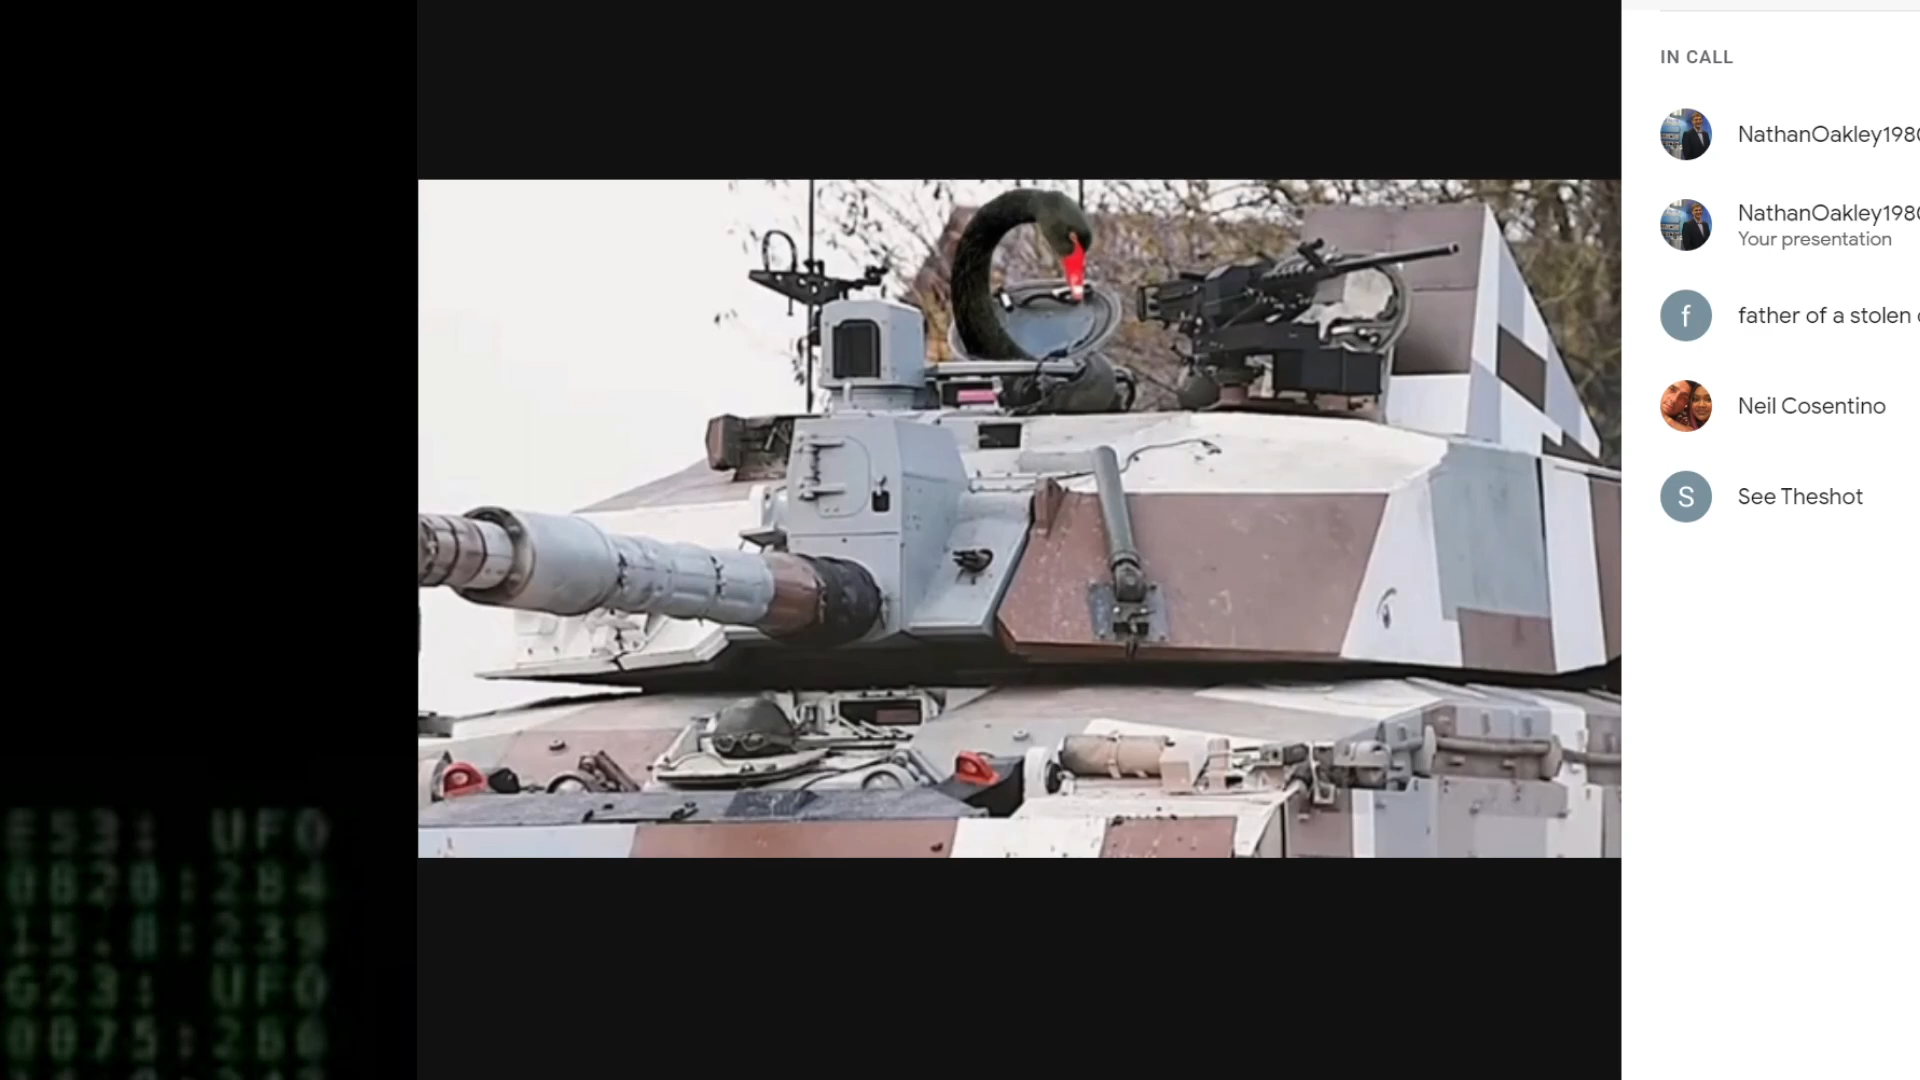 IN CALL
NathanOakley198
NathanOakley198
Your presentation
father of a stolen
Neil Cosentino
f
S
See Theshot
E53: UFO
0820:284
15.8:239
G23: UFO
0075:286